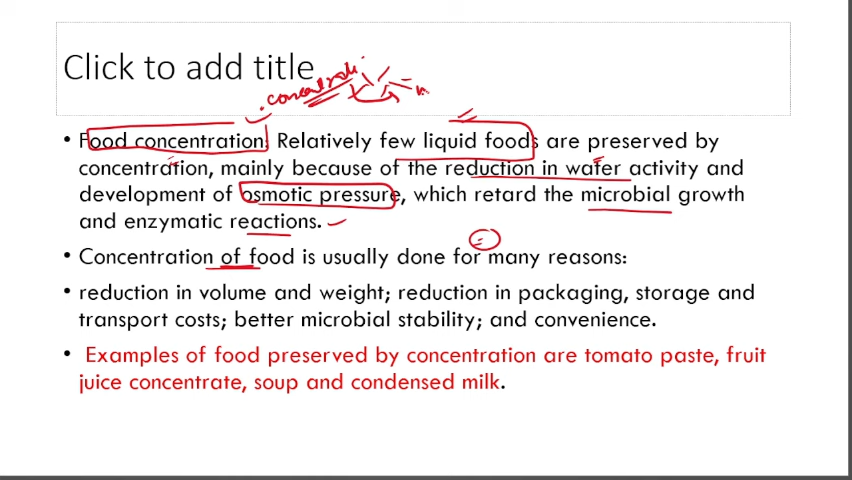 Click to add title
• Food concentration: Relatively few liquid foods are preserved by
concentration, mainly because of the reduction in wafer activity and
development of osmotic pressure, which retard the microbial growth
and enzymatic reactions.
• Concentration of food is usually done for many reasons:
• reduction in volume and weight; reduction in packaging, storage and
transport costs; better microbial stability; and convenience.
• Examples of food preserved by concentration are tomato paste, fruit
juice concentrate, soup and condensed milk.